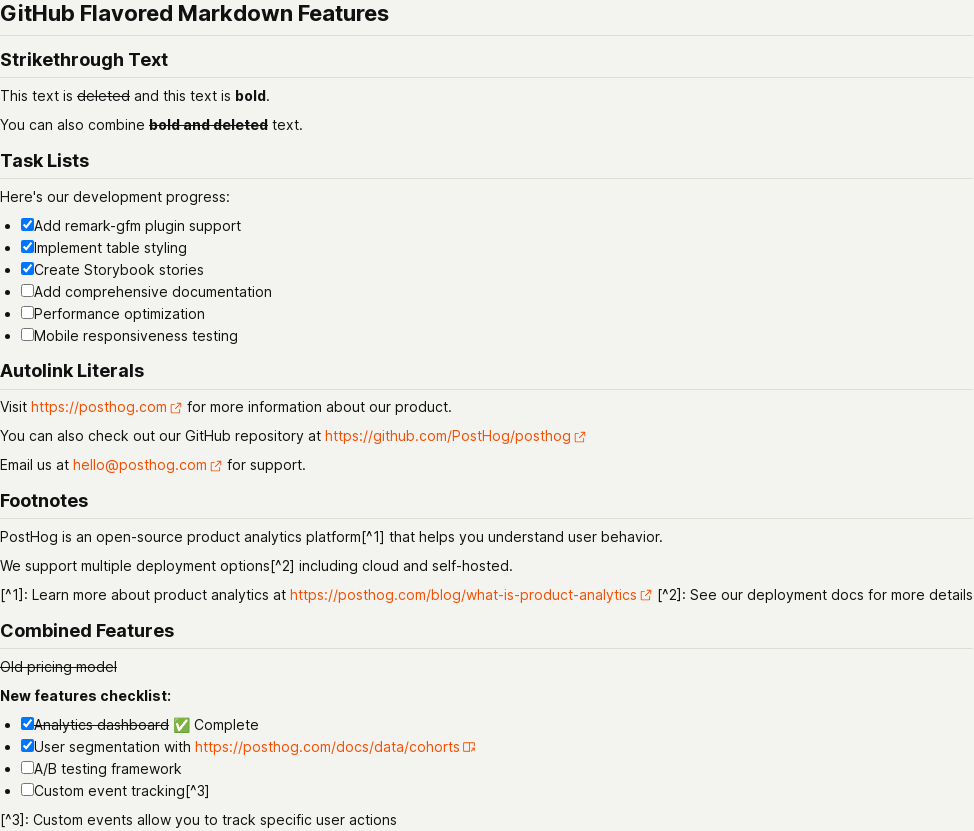 GitHub Flavored Markdown Features
Strikethrough Text
This text is deleted and this text is bold.
You can also combine bold and deleted text.
Task Lists
Here's our development progress:
Add remark-gfm plugin support
Implement table styling
Create Storybook stories
Add comprehensive documentation
Performance optimization
Mobile responsiveness testing
Autolink Literals
Visit https://posthog.com for more information about our product.
You can also check out our GitHub repository at https://github.com/PostHog/posthog
Email us at hello@posthog.com for support.
Footnotes
PostHog is an open-source product analytics platform[^1] that helps you understand user behavior.
We support multiple deployment options[^2] including cloud and self-hosted.
[^1]: Learn more about product analytics at https://posthog.com/blog/what-is-product-analytics [^2]: See our deployment docs for more details
Combined Features
Old pricing model
New features checklist:
Analytics dashboard ✅ Complete
User segmentation with https://posthog.com/docs/data/cohorts
A/B testing framework
Custom event tracking[^3]
[^3]: Custom events allow you to track specific user actions